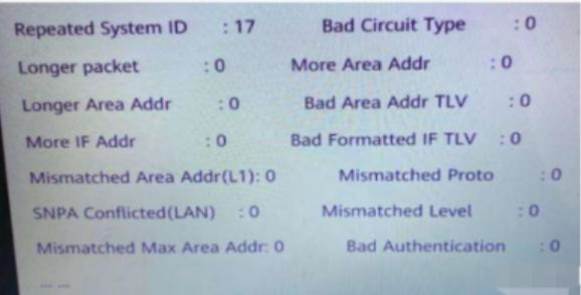 Repeated System ID : 17 Bad Circuit Type : 0
Longer packet : 0 More Area Addr : 0
Longer Area Addr : 0 Bad Area Addr TLV : 0
More IF Addr : 0 Bad Formatted IF TLV : 0
Mismatched Area Addr(L1): 0 Mismatched Proto : 0
SNPA Conflicted(LAN) : 0 Mismatched Level : 0
Mismatched Max Area Addr: 0 Bad Authentication : 0